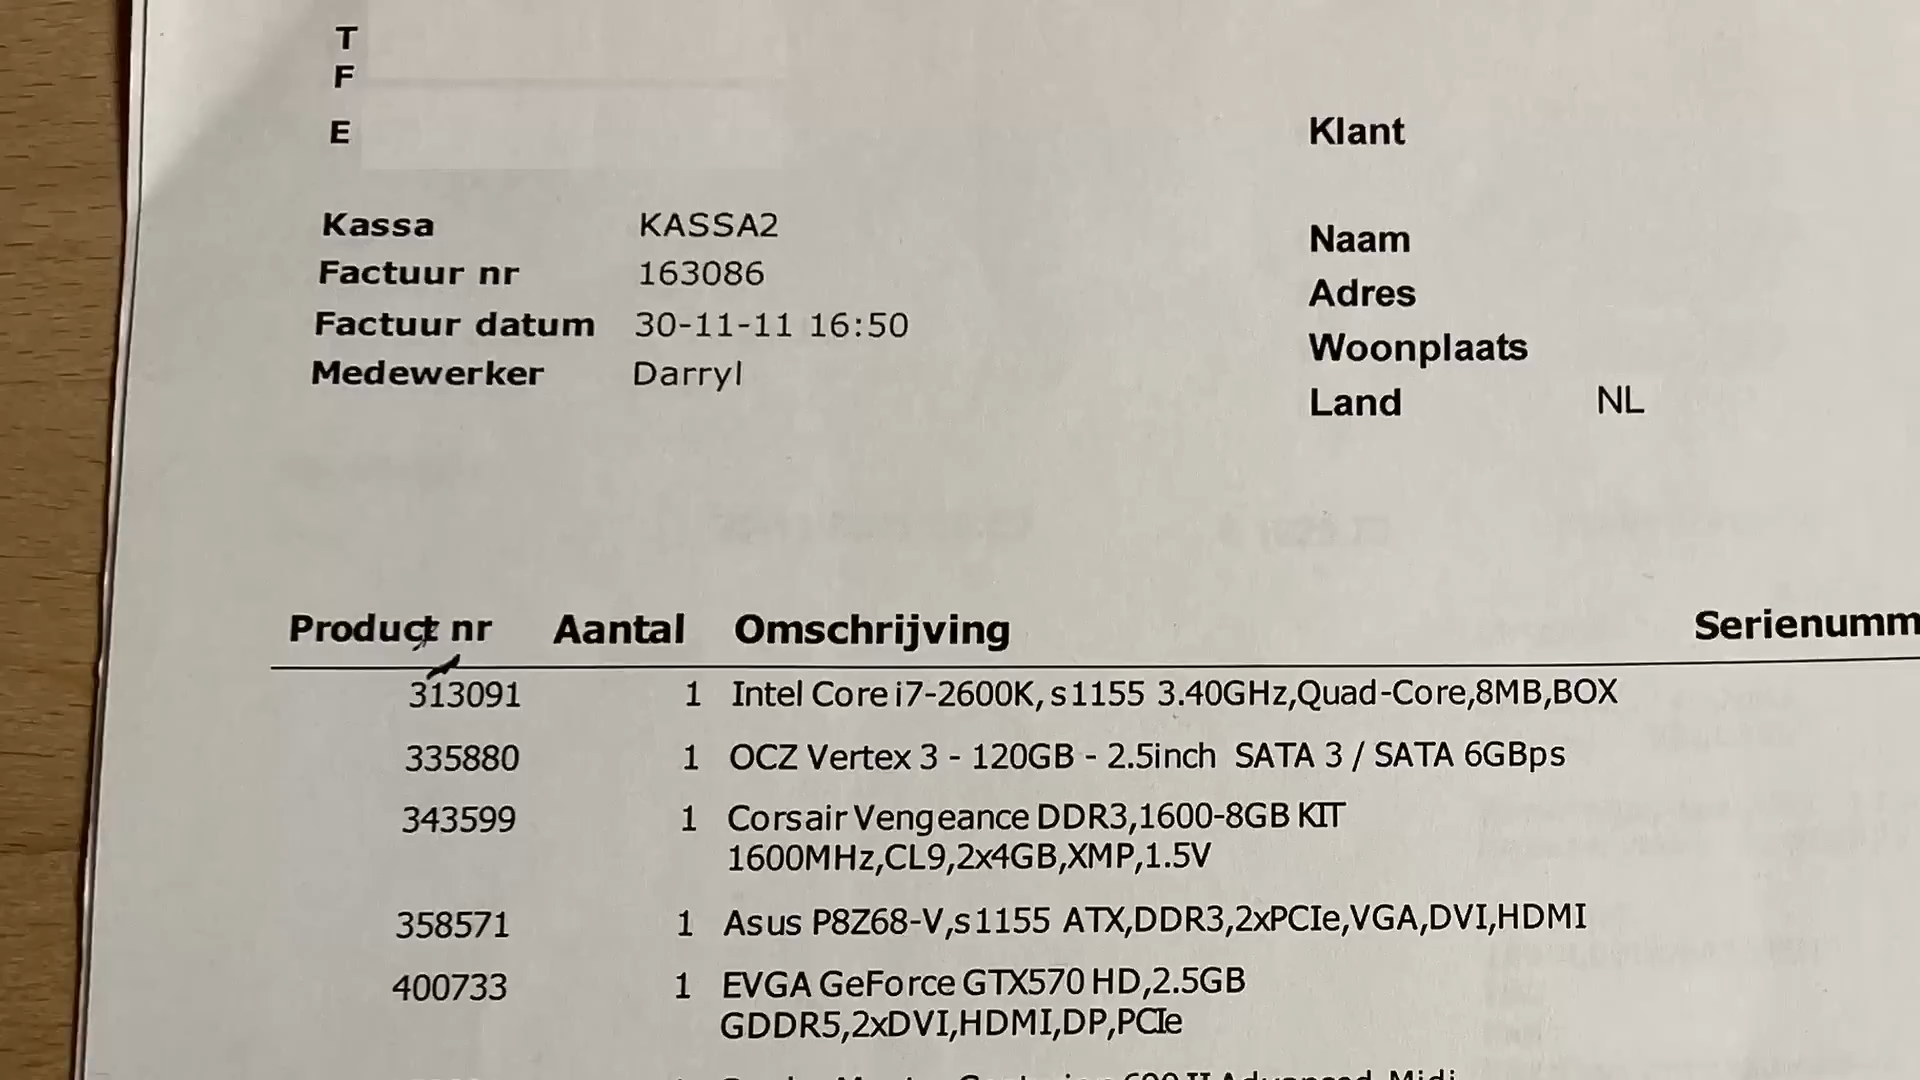 T
F
E
Klant
Kassa KASSA2
Factuur nr 163086
Factuur datum 30-11-11 16:50
Medewerker Darryl
Naam
Adres
Woonplaats
Land NL
Product nr Aantal Omschrijving Serienumm
313091 1 Intel Core i7-2600K, s1155 3.40GHz,Quad-Core,8MB,BOX
335880 1 OCZ Vertex 3 - 120GB - 2.5inch SATA 3 / SATA 6GBps
343599 1 Corsair Vengeance DDR3,1600-8GB KIT
1600MHz,CL9,2x4GB,XMP,1.5V
358571 1 Asus P8Z68-V,s1155 ATX,DDR3,2xPCIe,VGA,DVI,HDMI
400733 1 EVGA GeForce GTX570 HD,2.5GB
GDDR5,2xDVI,HDMI,DP,PCIe